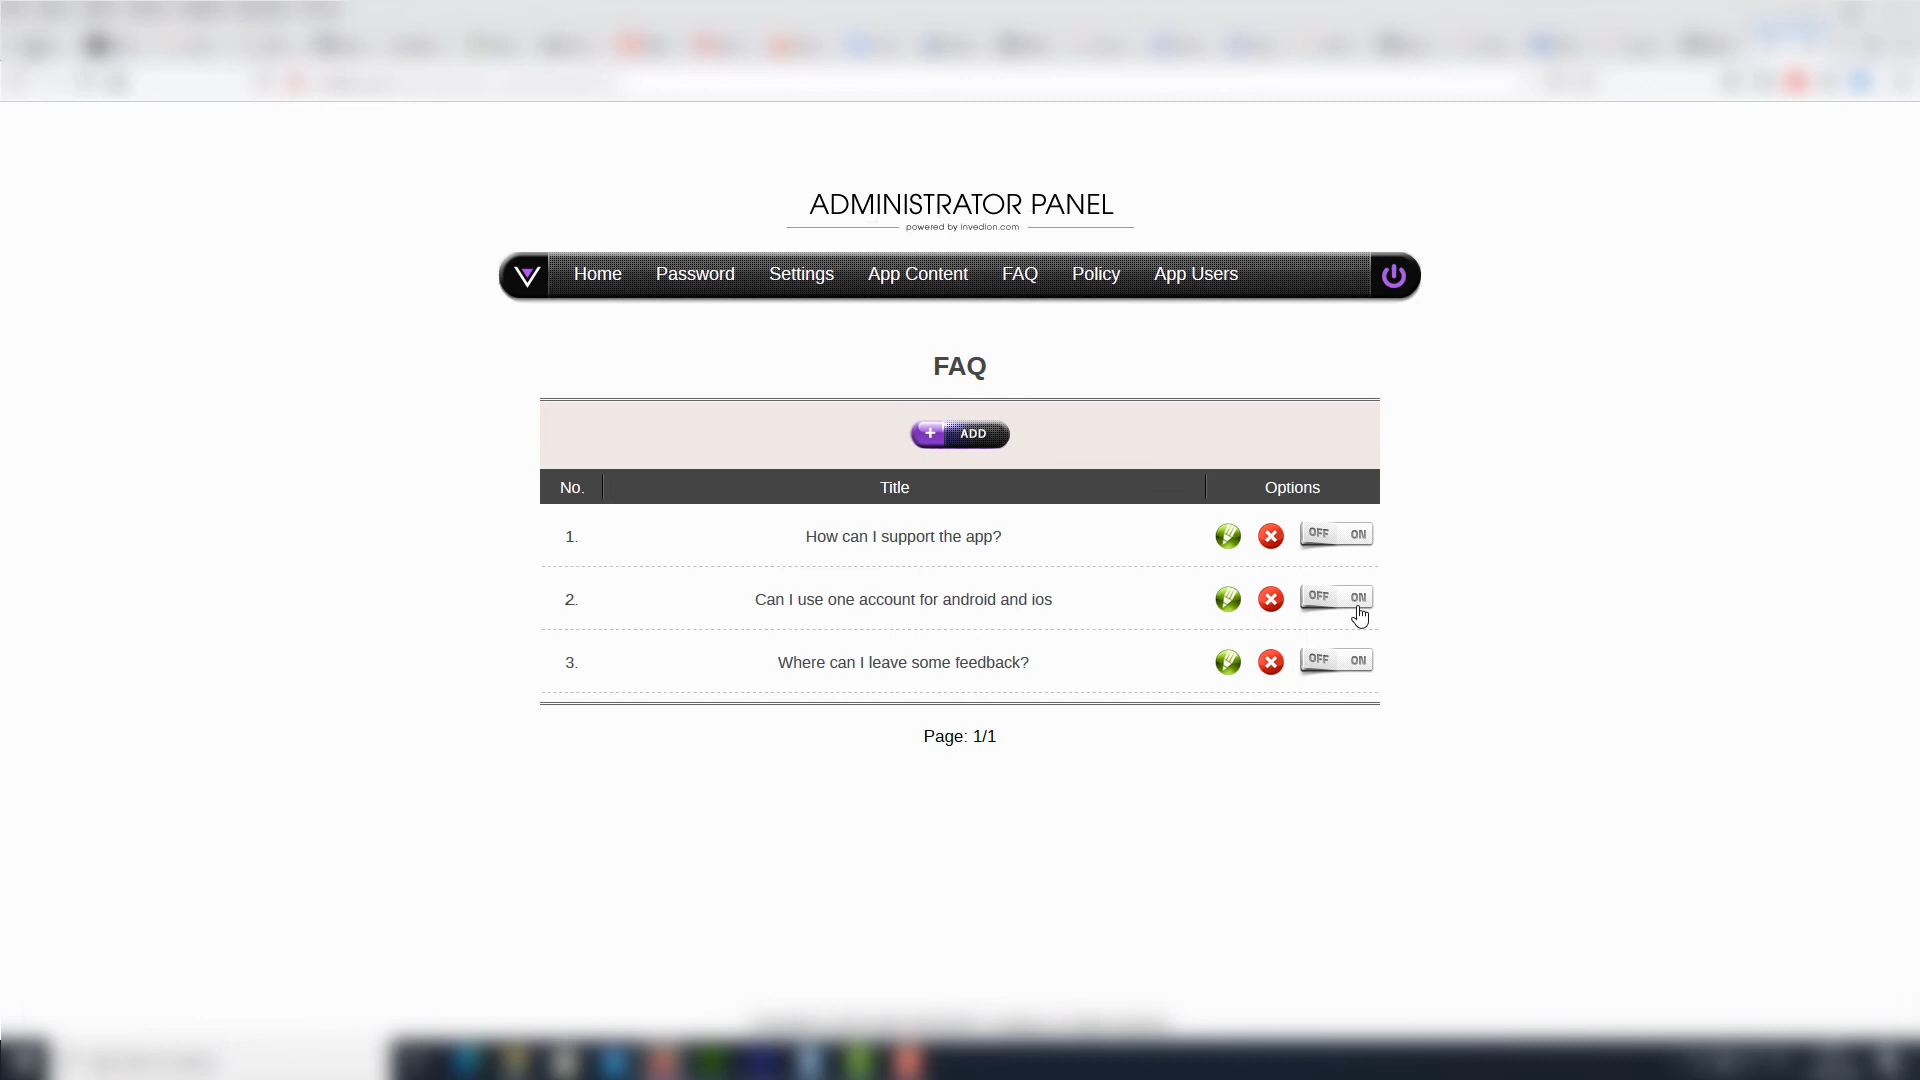 ADMINISTRATOR PANEL
powered by invedion.com
Home Password Settings App Content FAQ Policy App Users
FAQ
+ ADD
No. Title Options
1. How can I support the app? OFF ON
2. Can I use one account for android and ios OFF ON
3. Where can I leave some feedback? OFF ON
Page: 1/1